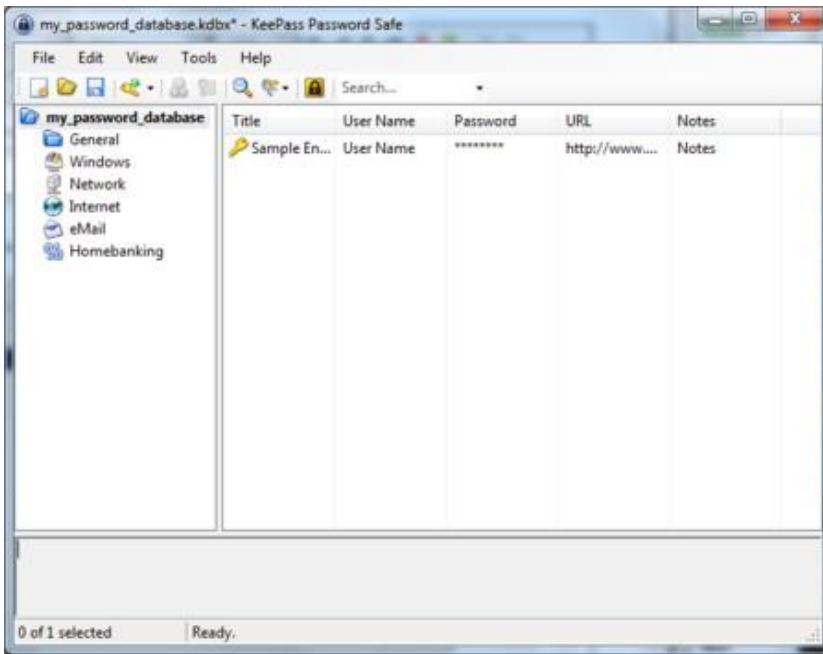 my_password_database.kdbx* - KeePass Password Safe
File Edit View Tools Help
Search...
my_password_database
General
Windows
Network
Internet
eMail
Homebanking
Title User Name Password URL Notes
Sample En... User Name ******** http://www.... Notes
0 of 1 selected Ready.